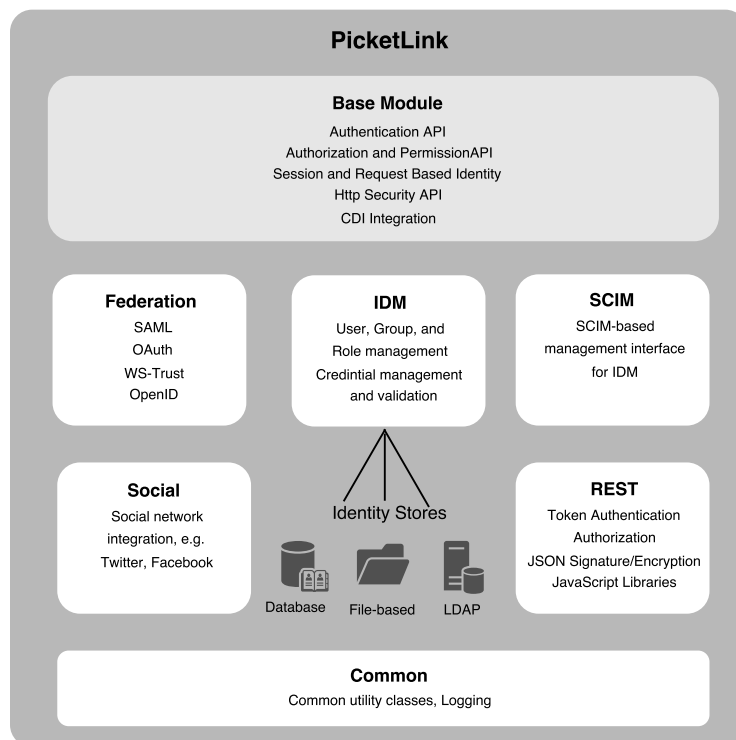 PicketLink
Base Module
Authentication API
Authorization and PermissionAPI
Session and Request Based Identity
Http Security API
CDI Integration
Federation
SAML
OAuth
WS-Trust
OpenID
IDM
User, Group, and
Role management
Credintial management
and validation
SCIM
SCIM-based
management interface
for IDM
Social
Social network
integration, e.g.
Twitter, Facebook
Identity Stores
Database
File-based
LDAP
REST
Token Authentication
Authorization
JSON Signature/Encryption
JavaScript Libraries
Common
Common utility classes, Logging